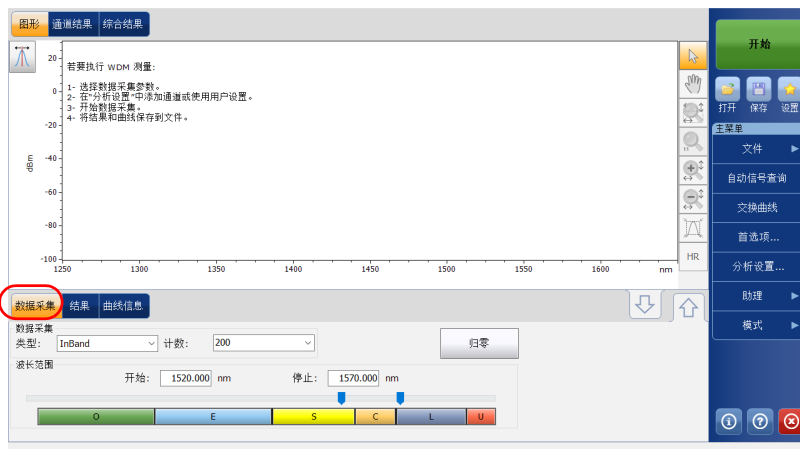 图形 通道结果 综合结果
开始
20
0
-20
-40
-60
-80
-100
dBm
若要执行 WDM 测量:
1- 选择数据采集参数。
2- 在"分析设置"中添加通道或使用用户设置。
3- 开始数据采集。
4- 将结果和曲线保存到文件。
1250 1300 1350 1400 1450 1500 1550 1600 nm
HR
打开 保存 设置
主菜单
文件
自动信号查询
交换曲线
首选项...
分析设置...
助理
模式
数据采集 结果 曲线信息
数据采集
类型: InBand 计数: 200 归零
波长范围
开始: 1520.000 nm 停止: 1570.000 nm
O E S C L U